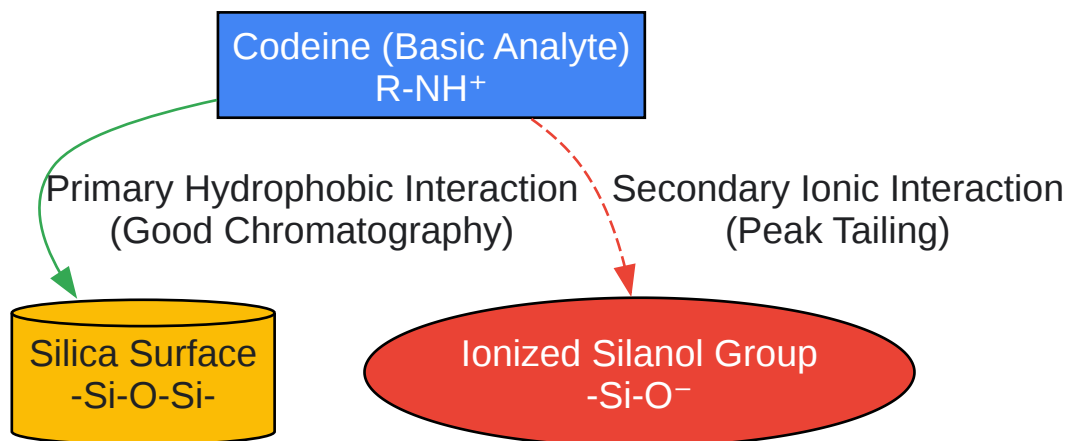 Codeine (Basic Analyte)
R-NH⁺
Primary Hydrophobic Interaction
(Good Chromatography)
Secondary Ionic Interaction
(Peak Tailing)
Silica Surface
-Si-O-Si-
Ionized Silanol Group
-Si-O⁻